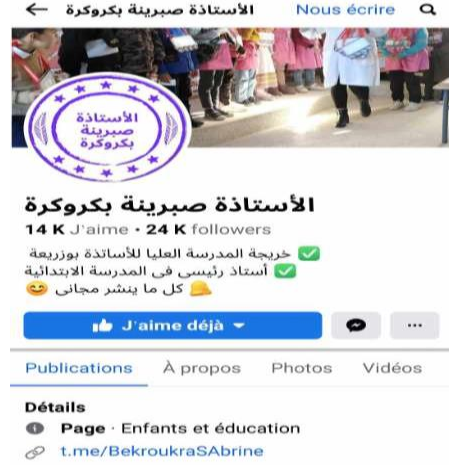 الأستاذة صبرينة بكروكرة
Nous écrire
الأستاذة
صبرينة
بكروكرة
الأستاذة صبرينة بكروكرة
14 K J'aime • 24 K followers
✅ خريجة المدرسة العليا للأساتذة بوزريعة
✅ أستاذ رئيسي في المدرسة الابتدائية
🔔 كل ما ينشر مجاني 😊
J'aime déjà
Publications
À propos
Photos
Vidéos
Détails
Page · Enfants et éducation
t.me/BekroukraSAbrine